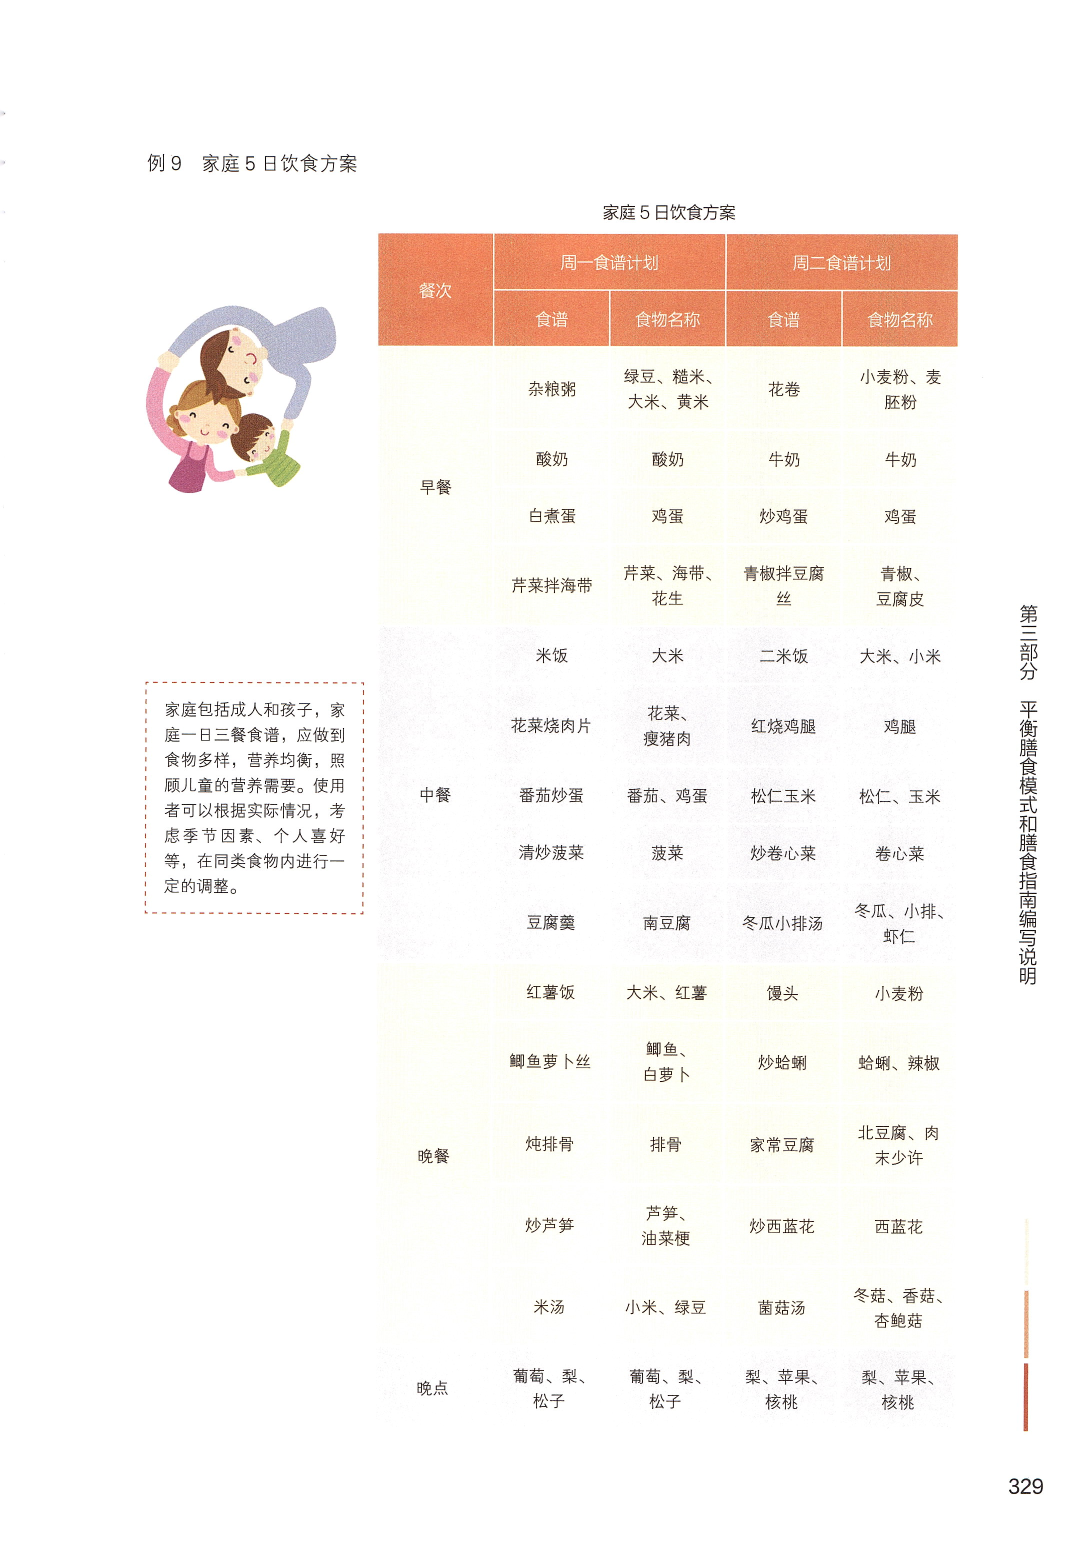 例9 家庭5日饮食方案
家庭5日饮食方案
餐次
周一食谱计划
周二食谱计划
食谱
食物名称
食谱
食物名称
早餐
杂粮粥
绿豆、糙米、
大米、黄米
花卷
小麦粉、麦
胚粉
酸奶
酸奶
牛奶
牛奶
白煮蛋
鸡蛋
炒鸡蛋
鸡蛋
芹菜拌海带
芹菜、海带、
花生
青椒拌豆腐
丝
青椒、
豆腐皮
中餐
米饭
大米
二米饭
大米、小米
花菜烧肉片
花菜、
瘦猪肉
红烧鸡腿
鸡腿
番茄炒蛋
番茄、鸡蛋
松仁玉米
松仁、玉米
清炒菠菜
菠菜
炒卷心菜
卷心菜
豆腐羹
南豆腐
冬瓜小排汤
冬瓜、小排、
虾仁
晚餐
红薯饭
大米、红薯
馒头
小麦粉
鲫鱼萝卜丝
鲫鱼、
白萝卜
炒蛤蜊
蛤蜊、辣椒
炖排骨
排骨
家常豆腐
北豆腐、肉
末少许
炒芦笋
芦笋、
油菜梗
炒西蓝花
西蓝花
米汤
小米、绿豆
菌菇汤
冬菇、香菇、
杏鲍菇
晚点
葡萄、梨、
松子
葡萄、梨、
松子
梨、苹果、
核桃
梨、苹果、
核桃
家庭包括成人和孩子，家
庭一日三餐食谱，应做到
食物多样，营养均衡，照
顾儿童的营养需要。使用
者可以根据实际情况，考
虑季节因素、个人喜好
等，在同类食物内进行一
定的调整。
第三部分 平衡膳食模式和膳食指南编写说明
329